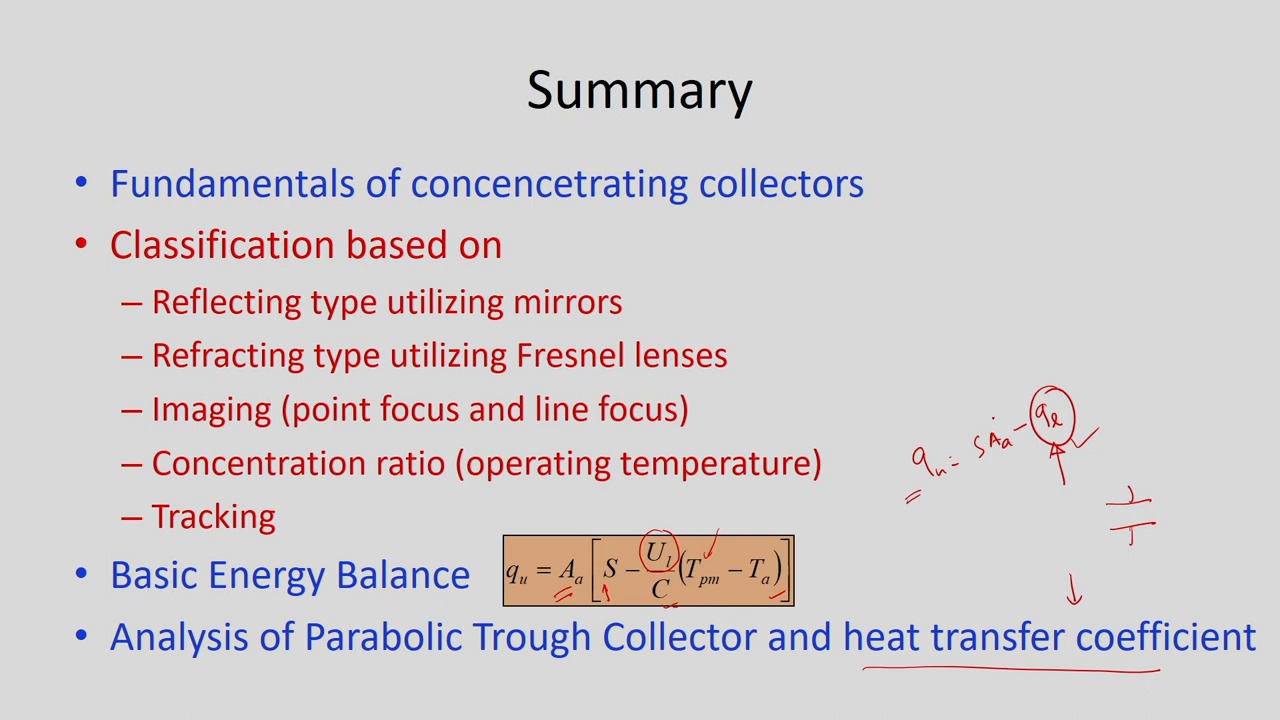 Summary
• Fundamentals of concencetrating collectors
• Classification based on
– Reflecting type utilizing mirrors
– Refracting type utilizing Fresnel lenses
– Imaging (point focus and line focus)
q_u = S A_a - q_l
– Concentration ratio (operating temperature)
– Tracking
• Basic Energy Balance q_u = A_a [ S − U_l/C (T_pm − T_a) ]
• Analysis of Parabolic Trough Collector and heat transfer coefficient